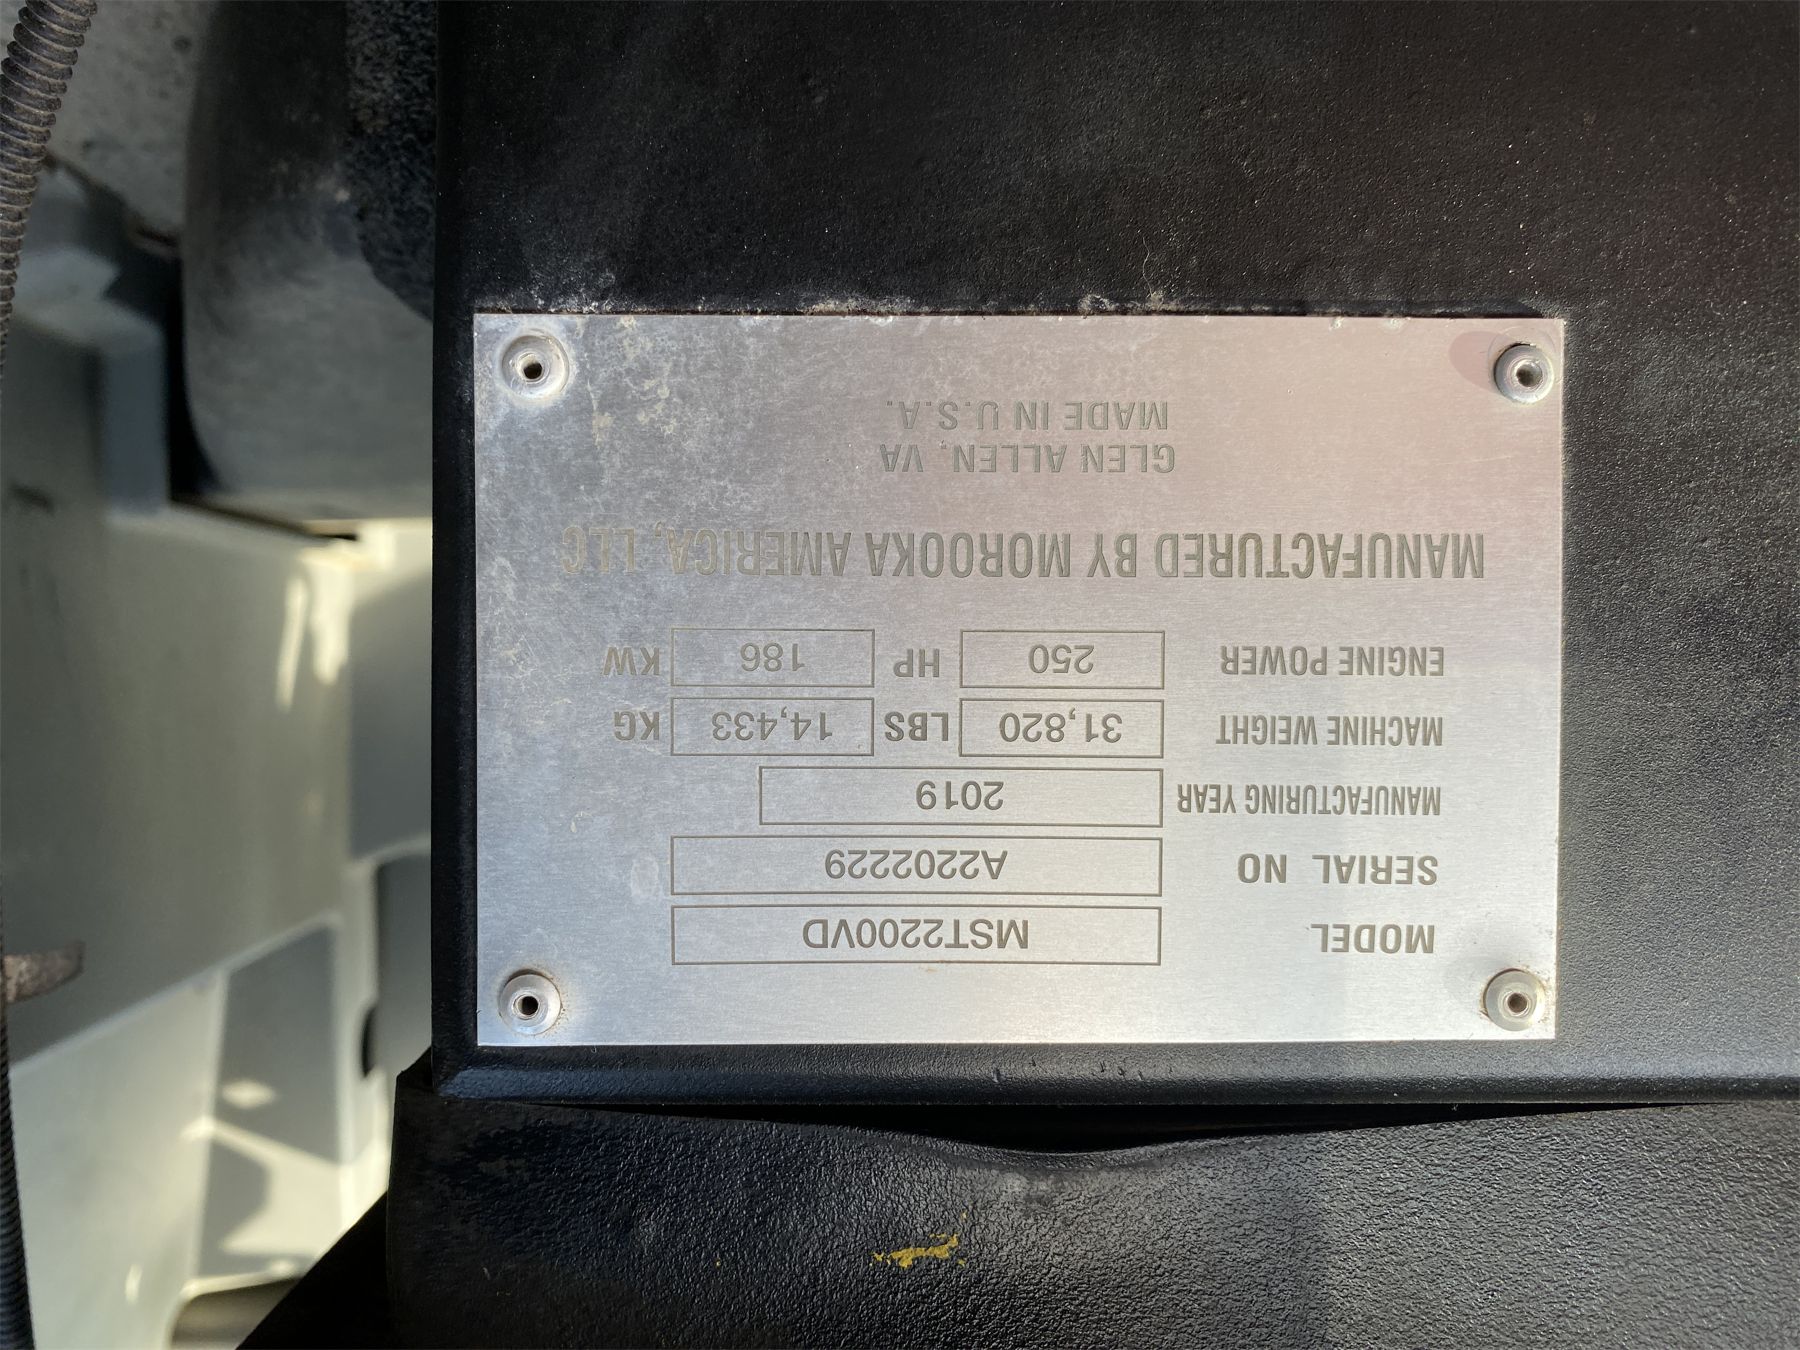 MODEL MST2200VD
SERIAL NO A2202229
MANUFACTURING YEAR 2019
MACHINE WEIGHT 31,820 LBS 14,433 KG
ENGINE POWER 250 HP 186 KW
MANUFACTURED BY MOROOKA AMERICA, LLC
GLEN ALLEN, VA
MADE IN U.S.A.